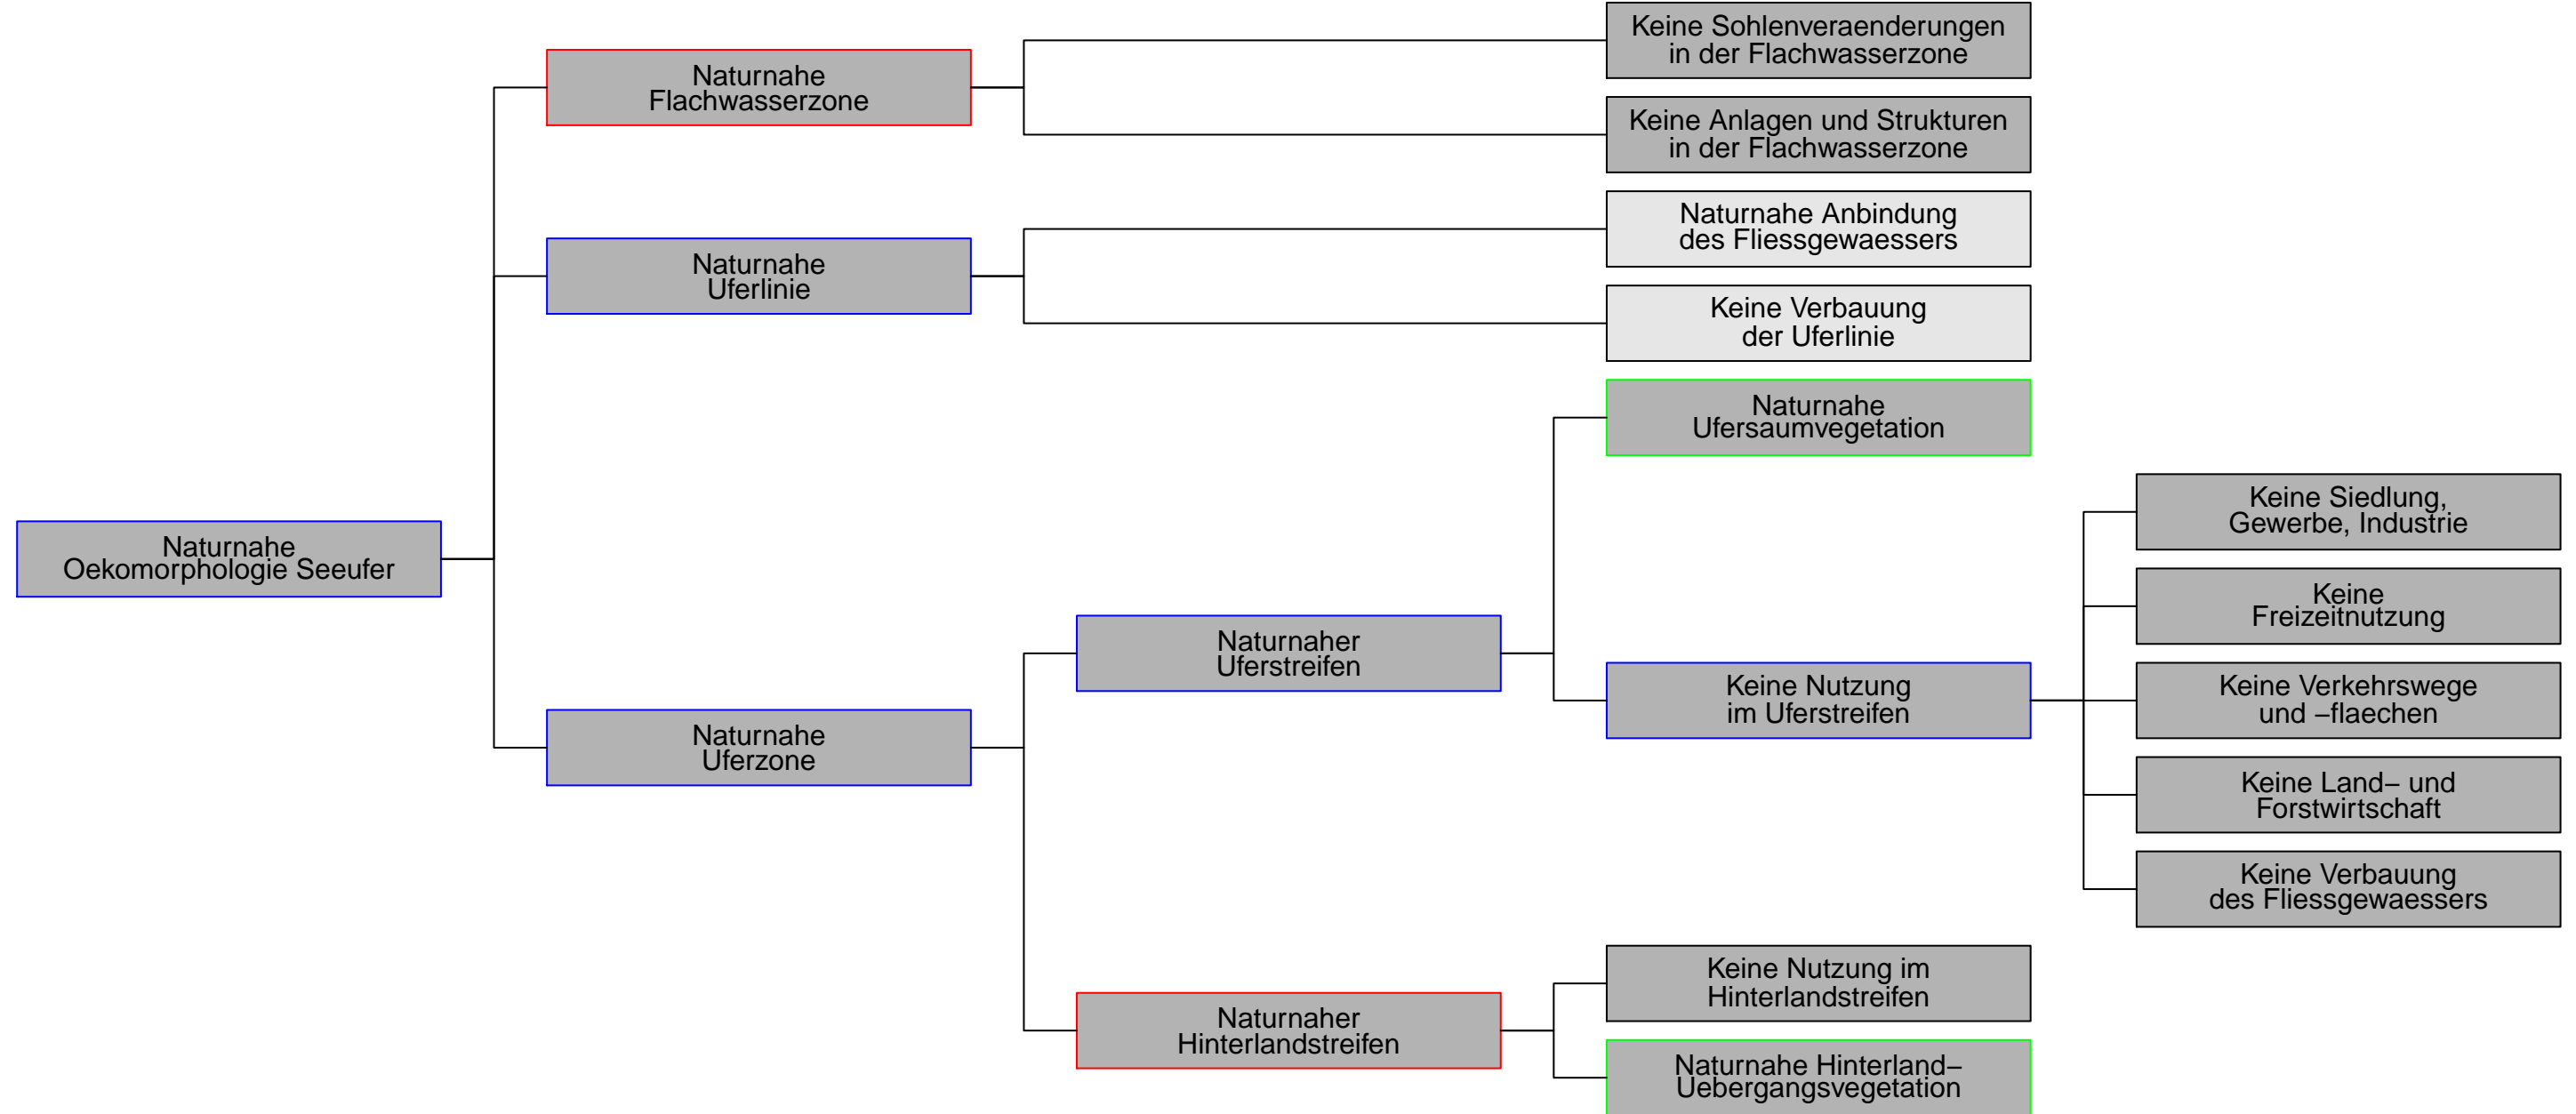 Keine Sohlenveraenderungen
in der Flachwasserzone
Naturnahe
Flachwasserzone
Keine Anlagen und Strukturen
in der Flachwasserzone
Naturnahe Anbindung
des Fliessgewaessers
Naturnahe
Uferlinie
Keine Verbauung
der Uferlinie
Naturnahe
Ufersaumvegetation
Keine Siedlung,
Gewerbe, Industrie
Naturnahe
Oekomorphologie Seeufer
Keine
Freizeitnutzung
Naturnaher
Uferstreifen
Keine Nutzung
im Uferstreifen
Keine Verkehrswege
und −flaechen
Naturnahe
Uferzone
Keine Land− und
Forstwirtschaft
Keine Verbauung
des Fliessgewaessers
Keine Nutzung im
Hinterlandstreifen
Naturnaher
Hinterlandstreifen
Naturnahe Hinterland−
Uebergangsvegetation